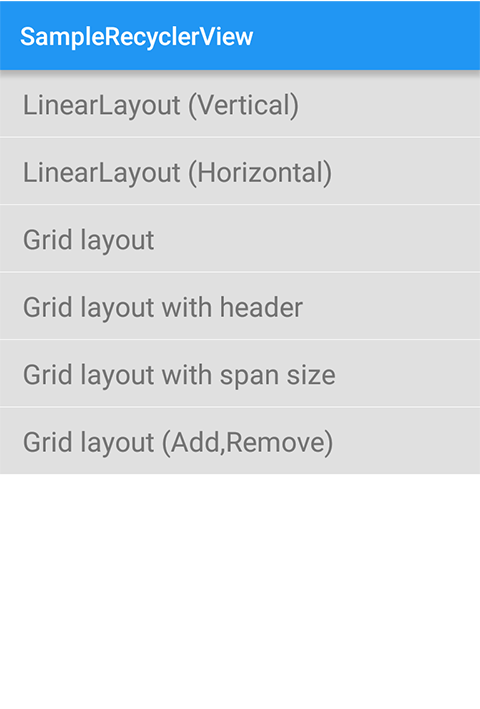 SampleRecyclerView
LinearLayout (Vertical)
LinearLayout (Horizontal)
Grid layout
Grid layout with header
Grid layout with span size
Grid layout (Add,Remove)